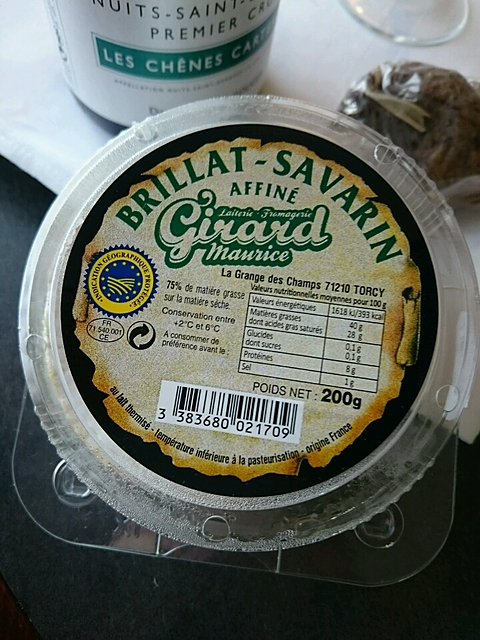 NUITS-SAINT-
PREMIER
LES CHÊNES
BRILLAT-SAVARIN
AFFINÉ
Laiterie - Fromagerie
Girard
Maurice
La Grange des Champs 71210 TORCY
INDICATION GÉOGRAPHIQUE PROTÉGÉE
75% de matière grasse
sur la matière sèche.
Conservation entre
+2°C et 6°C
A consommer de
préférence avant le :
FR
71 540.001
CE
Valeurs nutritionnelles moyennes pour 100 g
Valeurs énergétiques 1618 kJ/393 kcal
Matières grasses 40 g
dont acides gras saturés 28 g
Glucides 0,1 g
dont sucres 0,1 g
Protéines 8 g
Sel 1 g
POIDS NET : 200g
3 383680 021709
au lait thermisé - température inférieure à la pasteurisation - origine France